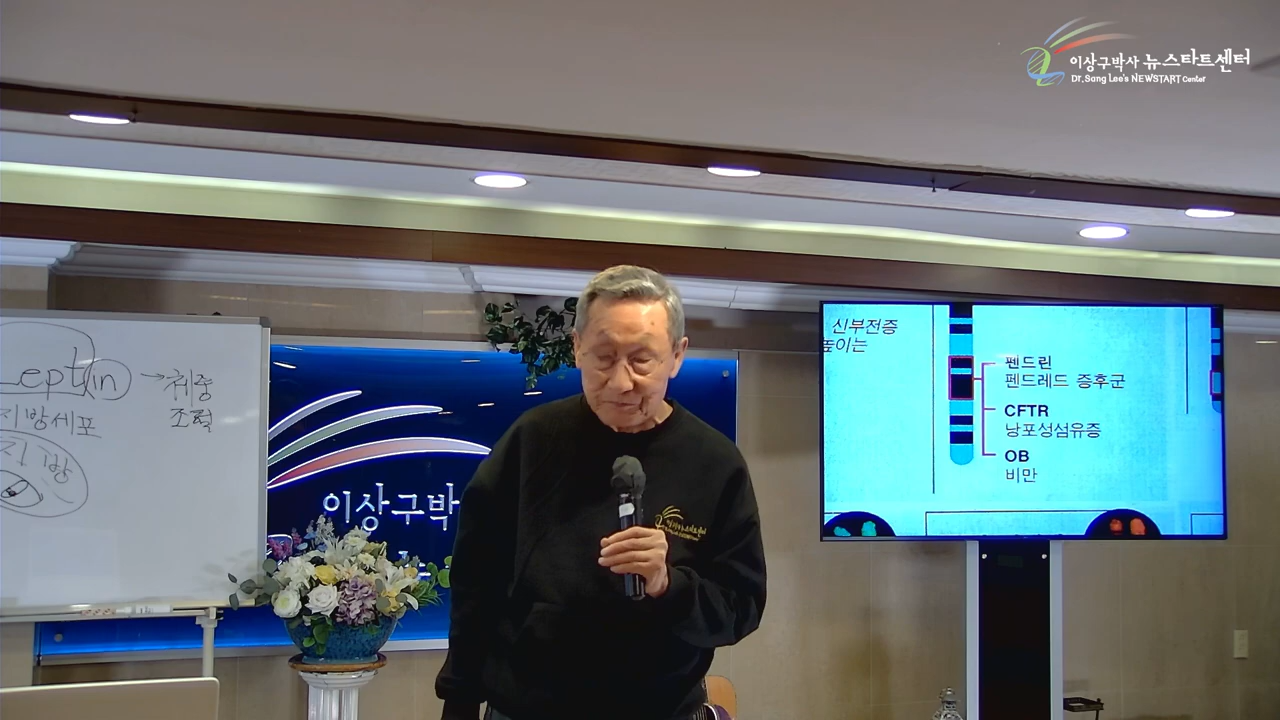 이상구박사 뉴스타트센터
Dr. Sang Lee's NEWSTART Center
Leptin → 체중
조절
지방세포
지방
이상구박
신부전증
높이는
펜드린
펜드레드 증후군
CFTR
낭포성섬유증
OB
비만